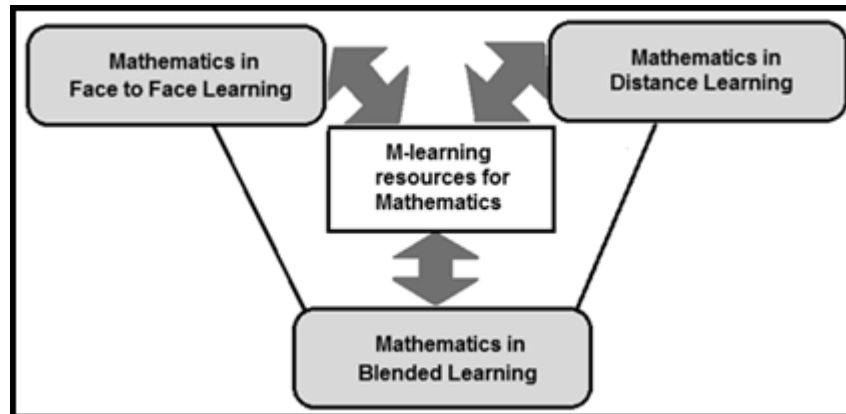 Mathematics in
Face to Face Learning
Mathematics in
Distance Learning
M-learning
resources for
Mathematics
Mathematics in
Blended Learning